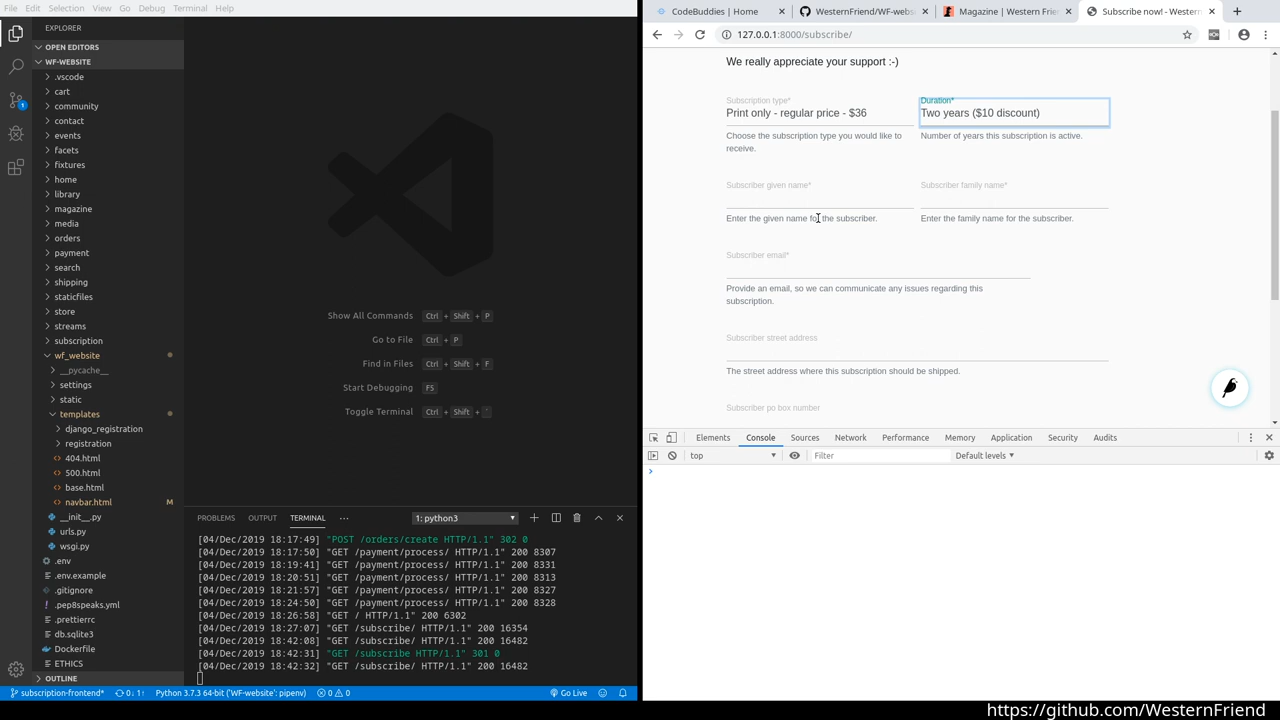 File Edit Selection View Go Debug Terminal Help
EXPLORER
OPEN EDITORS
WF-WEBSITE
.vscode
cart
community
contact
events
facets
fixtures
home
library
magazine
media
orders
payment
search
shipping
staticfiles
store
streams
subscription
wf_website
__pycache__
settings
static
templates
django_registration
registration
404.html
500.html
base.html
navbar.html M
__init__.py
urls.py
wsgi.py
.env
.env.example
.gitignore
.pep8speaks.yml
.prettierrc
db.sqlite3
Dockerfile
ETHICS
OUTLINE
1
Show All Commands Ctrl + Shift + P
Go to File Ctrl + P
Find in Files Ctrl + Shift + F
Start Debugging F5
Toggle Terminal Ctrl + Shift + `
PROBLEMS OUTPUT TERMINAL ··· 1: python3
[04/Dec/2019 18:17:49] "POST /orders/create HTTP/1.1" 302 0
[04/Dec/2019 18:17:50] "GET /payment/process/ HTTP/1.1" 200 8307
[04/Dec/2019 18:19:41] "GET /payment/process/ HTTP/1.1" 200 8331
[04/Dec/2019 18:20:51] "GET /payment/process/ HTTP/1.1" 200 8313
[04/Dec/2019 18:21:57] "GET /payment/process/ HTTP/1.1" 200 8327
[04/Dec/2019 18:24:50] "GET /payment/process/ HTTP/1.1" 200 8328
[04/Dec/2019 18:26:58] "GET / HTTP/1.1" 200 6302
[04/Dec/2019 18:27:07] "GET /subscribe/ HTTP/1.1" 200 16354
[04/Dec/2019 18:42:08] "GET /subscribe/ HTTP/1.1" 200 16482
[04/Dec/2019 18:42:31] "GET /subscribe HTTP/1.1" 301 0
[04/Dec/2019 18:42:32] "GET /subscribe/ HTTP/1.1" 200 16482
subscription-frontend* 0↓ 1↑ Python 3.7.3 64-bit ('WF-website': pipenv) 0 0 Go Live
CodeBuddies | Home WesternFriend/WF-webs Magazine | Western Frie Subscribe now! - Western
127.0.0.1:8000/subscribe/
We really appreciate your support :-)
Subscription type* Duration*
Print only - regular price - $36 Two years ($10 discount)
Choose the subscription type you would like to Number of years this subscription is active.
receive.
Subscriber given name* Subscriber family name*
Enter the given name for the subscriber. Enter the family name for the subscriber.
Subscriber email*
Provide an email, so we can communicate any issues regarding this
subscription.
Subscriber street address
The street address where this subscription should be shipped.
Subscriber po box number
Elements Console Sources Network Performance Memory Application Security Audits
top Filter Default levels
https://github.com/WesternFriend